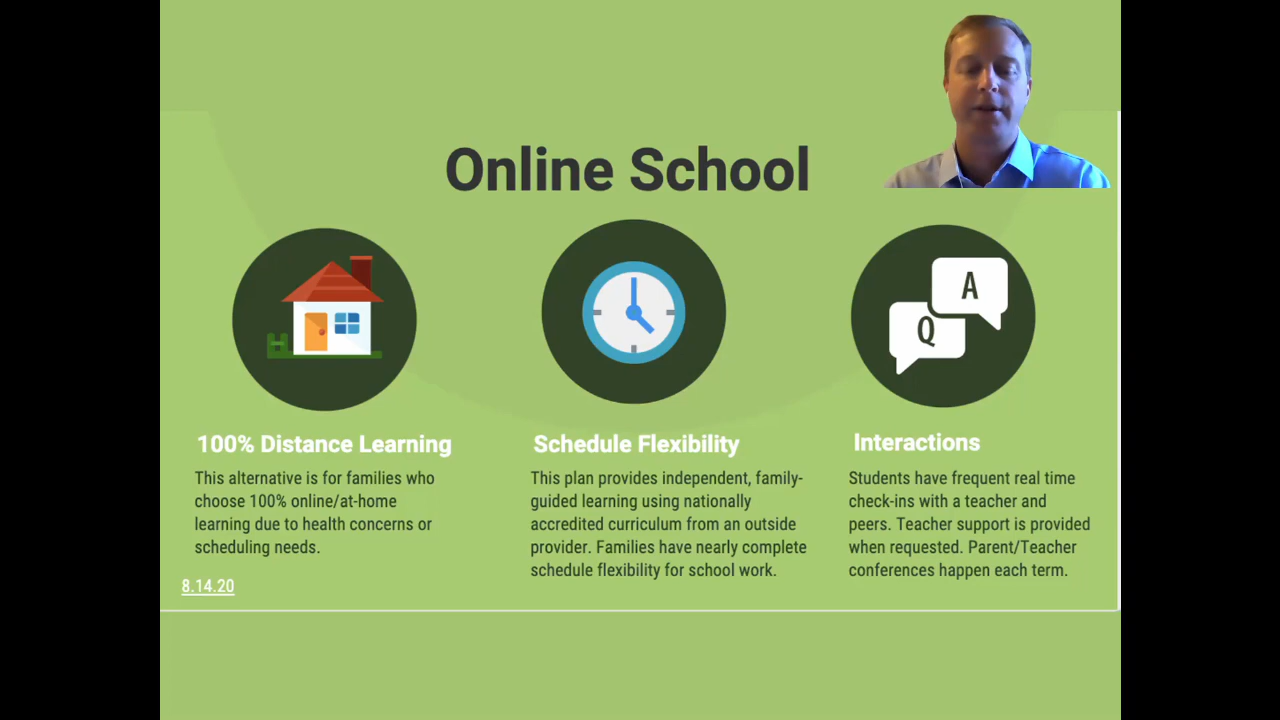 Online School
A
Q
100% Distance Learning
This alternative is for families who
choose 100% online/at-home
learning due to health concerns or
scheduling needs.
8.14.20
Schedule Flexibility
This plan provides independent, family-
guided learning using nationally
accredited curriculum from an outside
provider. Families have nearly complete
schedule flexibility for school work.
Interactions
Students have frequent real time
check-ins with a teacher and
peers. Teacher support is provided
when requested. Parent/Teacher
conferences happen each term.